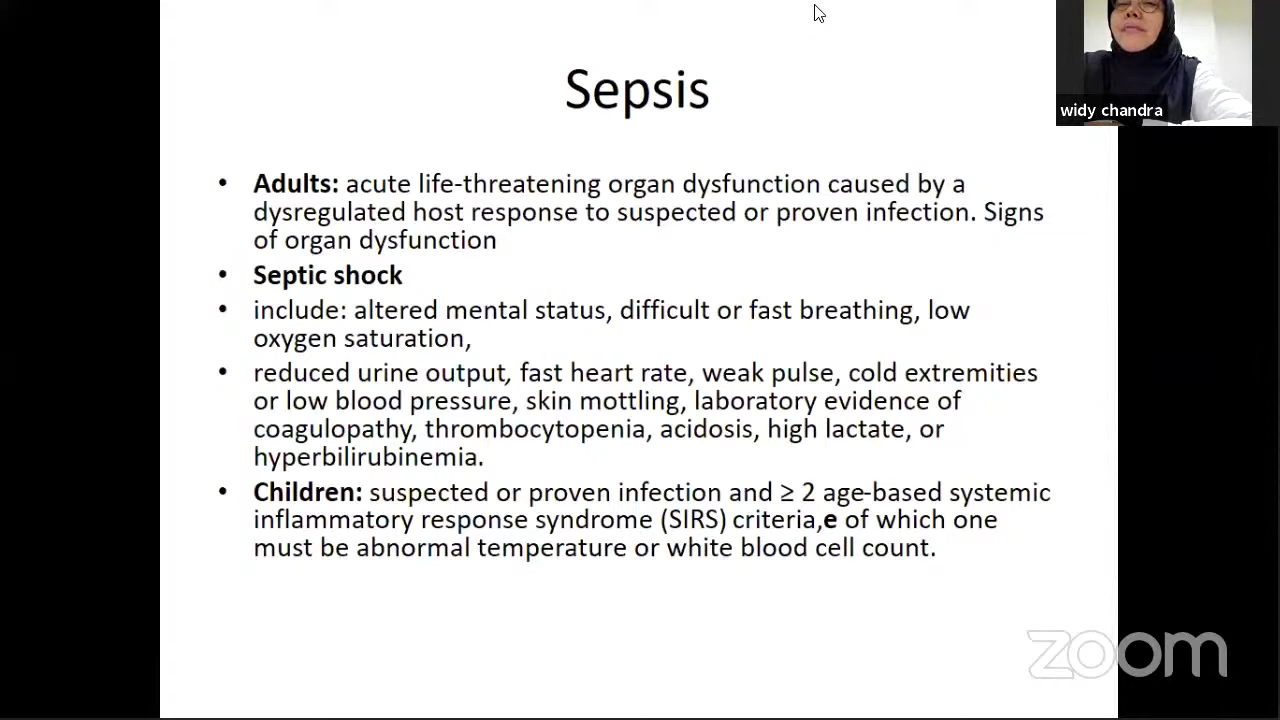 Sepsis
widy chandra
• Adults: acute life-threatening organ dysfunction caused by a
dysregulated host response to suspected or proven infection. Signs
of organ dysfunction
• Septic shock
• include: altered mental status, difficult or fast breathing, low
oxygen saturation,
• reduced urine output, fast heart rate, weak pulse, cold extremities
or low blood pressure, skin mottling, laboratory evidence of
coagulopathy, thrombocytopenia, acidosis, high lactate, or
hyperbilirubinemia.
• Children: suspected or proven infection and ≥ 2 age-based systemic
inflammatory response syndrome (SIRS) criteria,e of which one
must be abnormal temperature or white blood cell count.
zoom